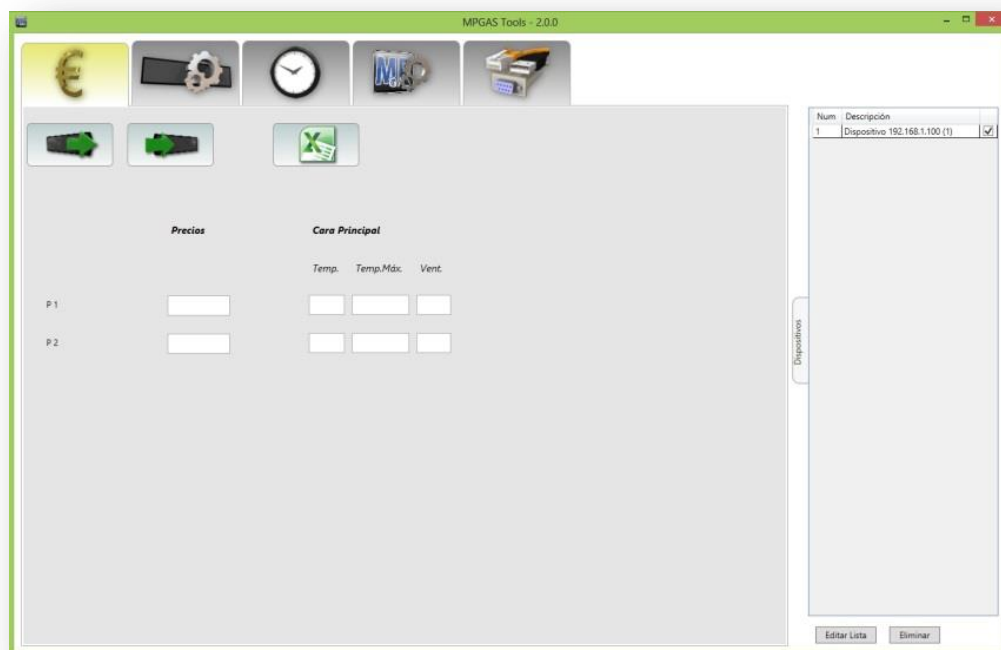 MPGAS Tools - 2.0.0
Num Descripción
1 Dispositivo 192.168.1.100 (1)
Precios Cara Principal
Temp. Temp.Máx. Vent.
P 1
P 2
Dispositivos
Editar Lista Eliminar